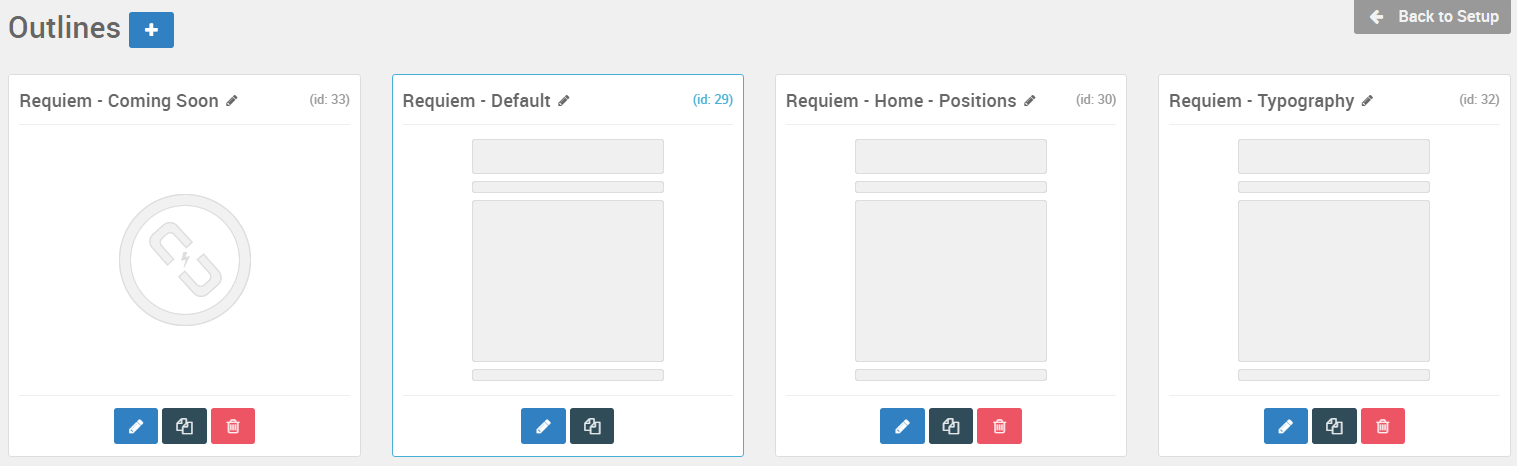 Outlines
Back to Setup
Requiem - Coming Soon (id: 33)
Requiem - Default (id: 29)
Requiem - Home - Positions (id: 30)
Requiem - Typography (id: 32)